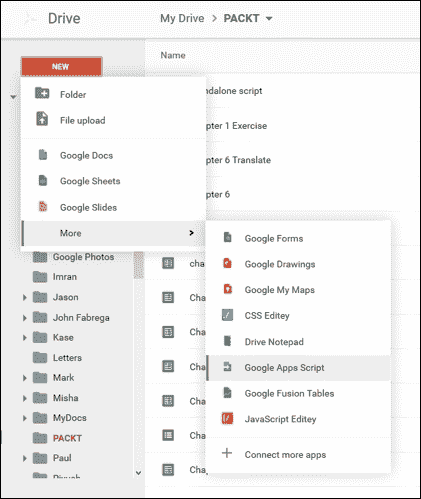 Drive
My Drive > PACKT
NEW
Name
Folder
File upload
Google Docs
Google Sheets
Google Slides
More
ndalone script
pter 1 Exercise
pter 6 Translate
pter 6
Google Forms
Google Drawings
Google My Maps
CSS Editey
Drive Notepad
Google Apps Script
Google Fusion Tables
JavaScript Editey
Connect more apps
Google Photos
Imran
Jason
John Fabrega
Kase
Letters
Mark
Misha
MyDocs
PACKT
Paul
cha
Cha
Cha
Cha
Cha
Cha
Cha